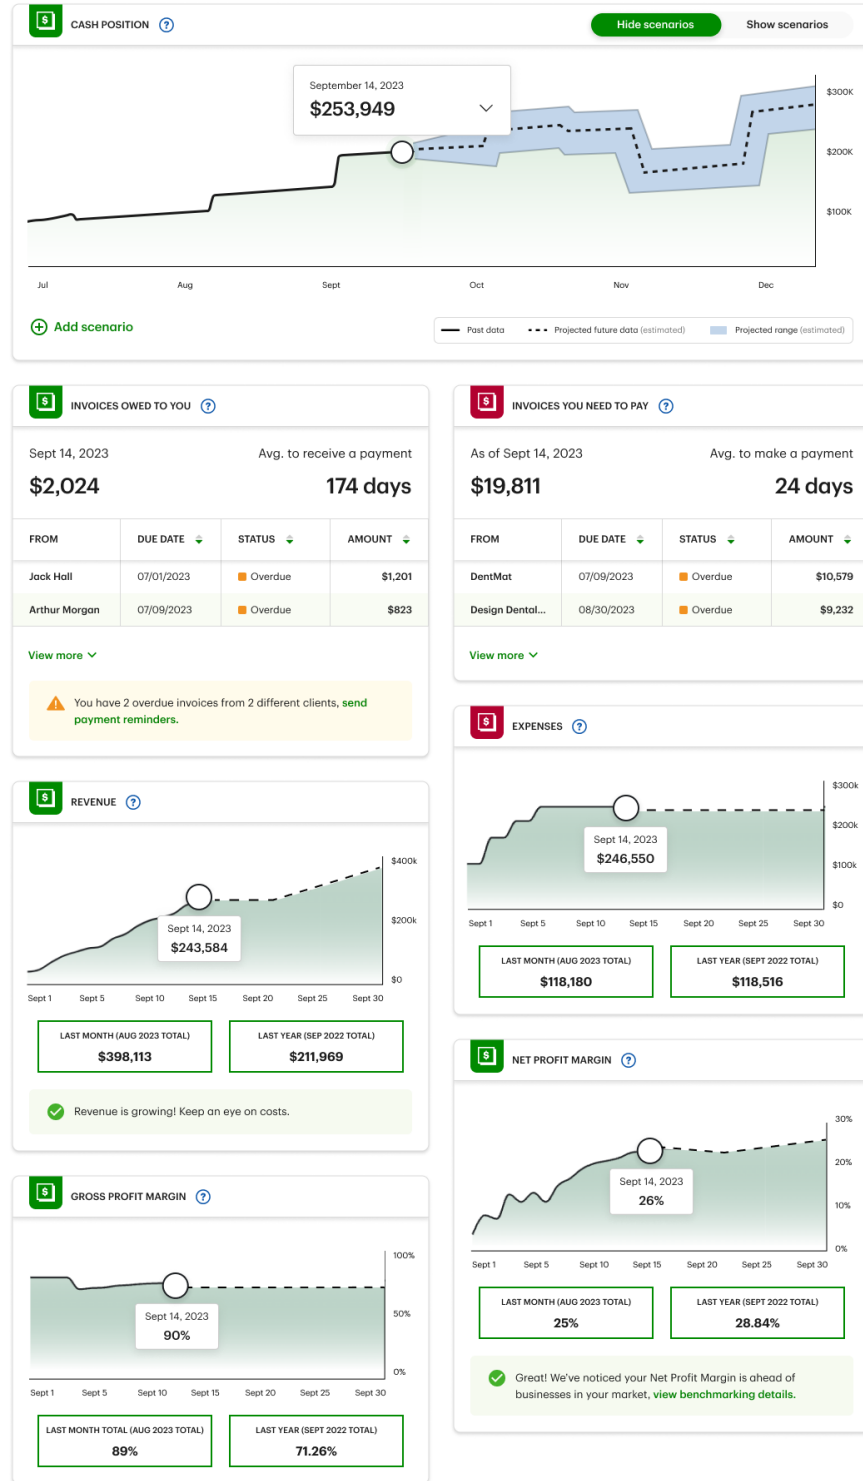 CASH POSITION ?
Hide scenarios
Show scenarios
September 14, 2023
$253,949
$300K
$200K
$100K
Jul Aug Sept Oct Nov Dec
Add scenario
Past data
Projected future data (estimated)
Projected range (estimated)
INVOICES OWED TO YOU ?
Sept 14, 2023 Avg. to receive a payment
$2,024 174 days
FROM DUE DATE STATUS AMOUNT
Jack Hall 07/01/2023 Overdue $1,201
Arthur Morgan 07/09/2023 Overdue $823
View more
You have 2 overdue invoices from 2 different clients, send
payment reminders.
INVOICES YOU NEED TO PAY ?
As of Sept 14, 2023 Avg. to make a payment
$19,811 24 days
FROM DUE DATE STATUS AMOUNT
DentMat 07/09/2023 Overdue $10,579
Design Dental... 08/30/2023 Overdue $9,232
View more
REVENUE ?
$400k
$200k
$0
Sept 14, 2023
$243,584
Sept 1 Sept 5 Sept 10 Sept 15 Sept 20 Sept 25 Sept 30
LAST MONTH (AUG 2023 TOTAL)
$398,113
LAST YEAR (SEP 2022 TOTAL)
$211,969
Revenue is growing! Keep an eye on costs.
EXPENSES ?
$300k
$200k
$100k
$0
Sept 14, 2023
$246,550
Sept 1 Sept 5 Sept 10 Sept 15 Sept 20 Sept 25 Sept 30
LAST MONTH (AUG 2023 TOTAL)
$118,180
LAST YEAR (SEPT 2022 TOTAL)
$118,516
GROSS PROFIT MARGIN ?
100%
50%
0%
Sept 14, 2023
90%
Sept 1 Sept 5 Sept 10 Sept 15 Sept 20 Sept 25 Sept 30
LAST MONTH TOTAL (AUG 2023 TOTAL)
89%
LAST YEAR (SEPT 2022 TOTAL)
71.26%
NET PROFIT MARGIN ?
30%
20%
10%
0%
Sept 14, 2023
26%
Sept 1 Sept 5 Sept 10 Sept 15 Sept 20 Sept 25 Sept 30
LAST MONTH (AUG 2023 TOTAL)
25%
LAST YEAR (SEPT 2022 TOTAL)
28.84%
Great! We've noticed your Net Profit Margin is ahead of
businesses in your market, view benchmarking details.